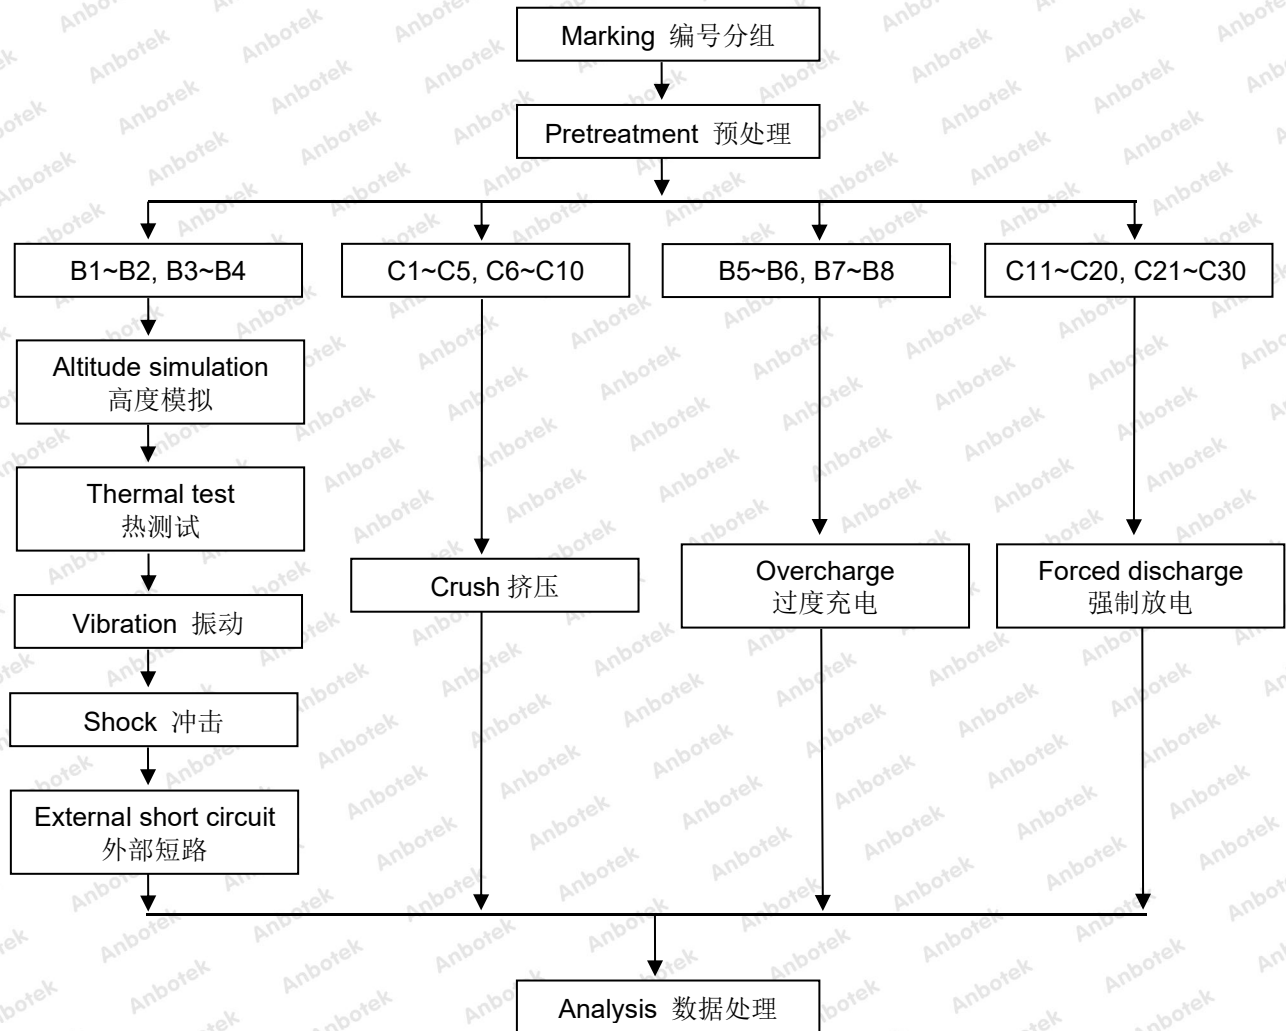 Marking 编号分组
Pretreatment 预处理
B1~B2, B3~B4
C1~C5, C6~C10
B5~B6, B7~B8
C11~C20, C21~C30
Altitude simulation
高度模拟
Thermal test
热测试
Vibration 振动
Shock 冲击
External short circuit
外部短路
Crush 挤压
Overcharge
过度充电
Forced discharge
强制放电
Analysis 数据处理
Anbotek